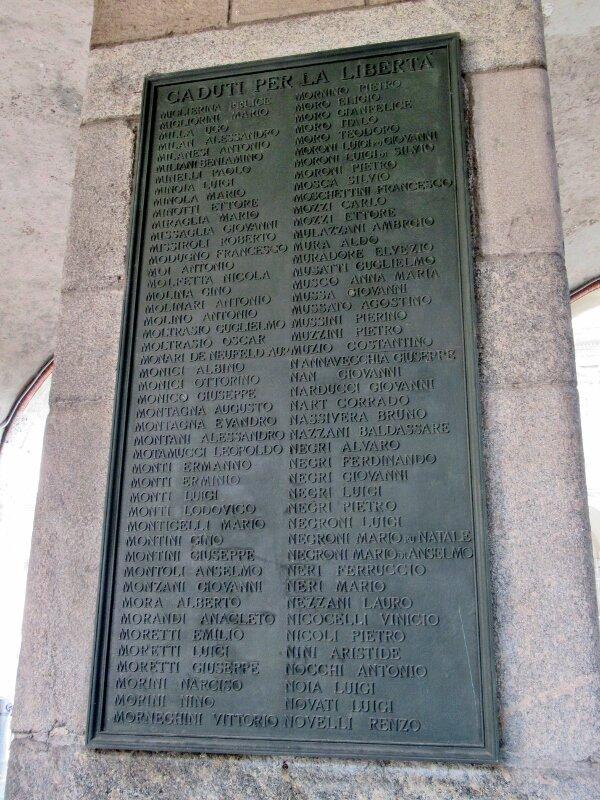 CADUTI PER LA LIBERTÀ
MIGLIERINA FELICE
MIGLIORINI MARIO
MILLA UGO
MILAN ALESSANDRO
MILANESI ANTONIO
MILIANI BENIAMINO
MINELLI PAOLO
MINOIA LUIGI
MINOLA MARIO
MINOTTI ETTORE
MIRAGLIA MARIO
MISSAGLIA GIOVANNI
MISSIROLI ROBERTO
MODUGNO FRANCESCO
MOI ANTONIO
MOLFETTA NICOLA
MOLINA GINO
MOLINARI ANTONIO
MOLINO ANTONIO
MOLTRASIO GUGLIELMO
MOLTRASIO OSCAR
MONARI DE NEUFELD AUR
MONICI ALBINO
MONICI OTTORINO
MONICO GIUSEPPE
MONTAGNA AUGUSTO
MONTAGNA EVANDRO
MONTANI ALESSANDRO
MOTAMUCCI LEOPOLDO
MONTI ERMANNO
MONTI ERMINIO
MONTI LUIGI
MONTI LODOVICO
MONTICELLI MARIO
MONTINI GINO
MONTINI GIUSEPPE
MONTOLI ANSELMO
MONZANI GIOVANNI
MORA ALBERTO
MORANDI ANACLETO
MORETTI EMILIO
MORETTI LUIGI
MORETTI GIUSEPPE
MORINI NARCISO
MORINI NINO
MORNEGHINI VITTORIO
MORNINO PIETRO
MORO ELIGIO
MORO GIANFELICE
MORO ITALO
MORO TEODORO
MORONI LUIGI FU GIOVANNI
MORONI LUIGI DI SILVIO
MORONI PIETRO
MOSCA SILVIO
MOSCHETTINI FRANCESCO
MOZZI CARLO
MOZZI ETTORE
MULAZZANI AMBRGIO
MURA ALDO
MURADORE ELVEZIO
MUSATTI GUGLIELMO
MUSCO ANNA MARIA
MUSSA GIOVANNI
MUSSATO AGOSTINO
MUSSINI PIERINO
MUZZINI PIETRO
MUZIO COSTANTINO
NANNAVECCHIA GIUSEPPE
NAN GIOVANNI
NARDUCCI GIOVANNI
NART CORRADO
NASSIVERA BRUNO
NAZZANI BALDASSARE
NEGRI ALVARO
NEGRI FERDINANDO
NEGRI GIOVANNI
NEGRI LUIGI
NEGRI PIETRO
NEGRONI LUIGI
NEGRONI MARIO FU NATALE
NEGRONI MARIO DI ANSELMO
NERI FERRUCCIO
NERI MARIO
NEZZANI LAURO
NICOCELLI VINICIO
NICOLI PIETRO
NINI ARISTIDE
NOCCHI ANTONIO
NOIA LUIGI
NOVATI LUIGI
NOVELLI RENZO